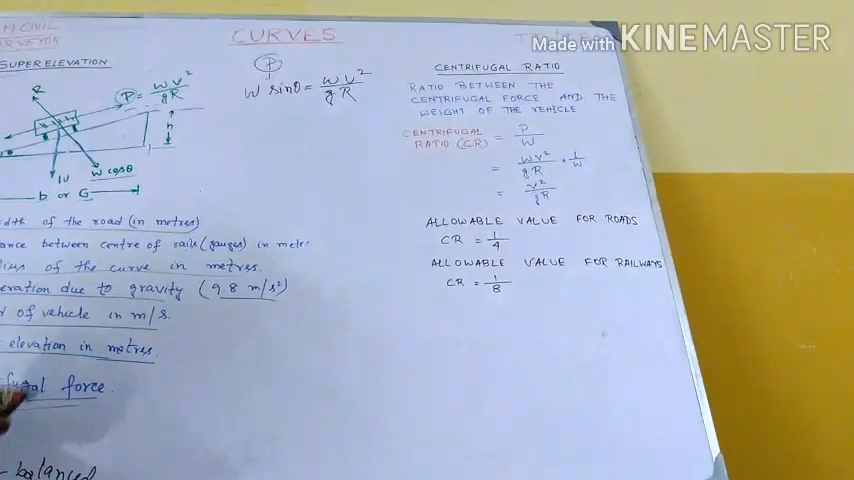 M CIVIL
CURVES
SUPERELEVATION
R
P = WV²/gR
h
W
W cosθ
b or G
dth of the road (in metres)
ance between centre of rails (gauges) in metr
ius of the curve in metres.
eration due to gravity (9.8 m/s²)
of vehicle in m/s.
elevation in metres.
fugal force.
- balanced
P
W sinθ = WV²/gR
CENTRIFUGAL RATIO
RATIO BETWEEN THE
CENTRIFUGAL FORCE AND THE
WEIGHT OF THE VEHICLE
CENTRIFUGAL
RATIO (CR) = P/W
= WV²/gR × 1/W
= V²/gR
ALLOWABLE VALUE FOR ROADS
CR = 1/4
ALLOWABLE VALUE FOR RAILWAYS
CR = 1/8
Made with KINEMASTER